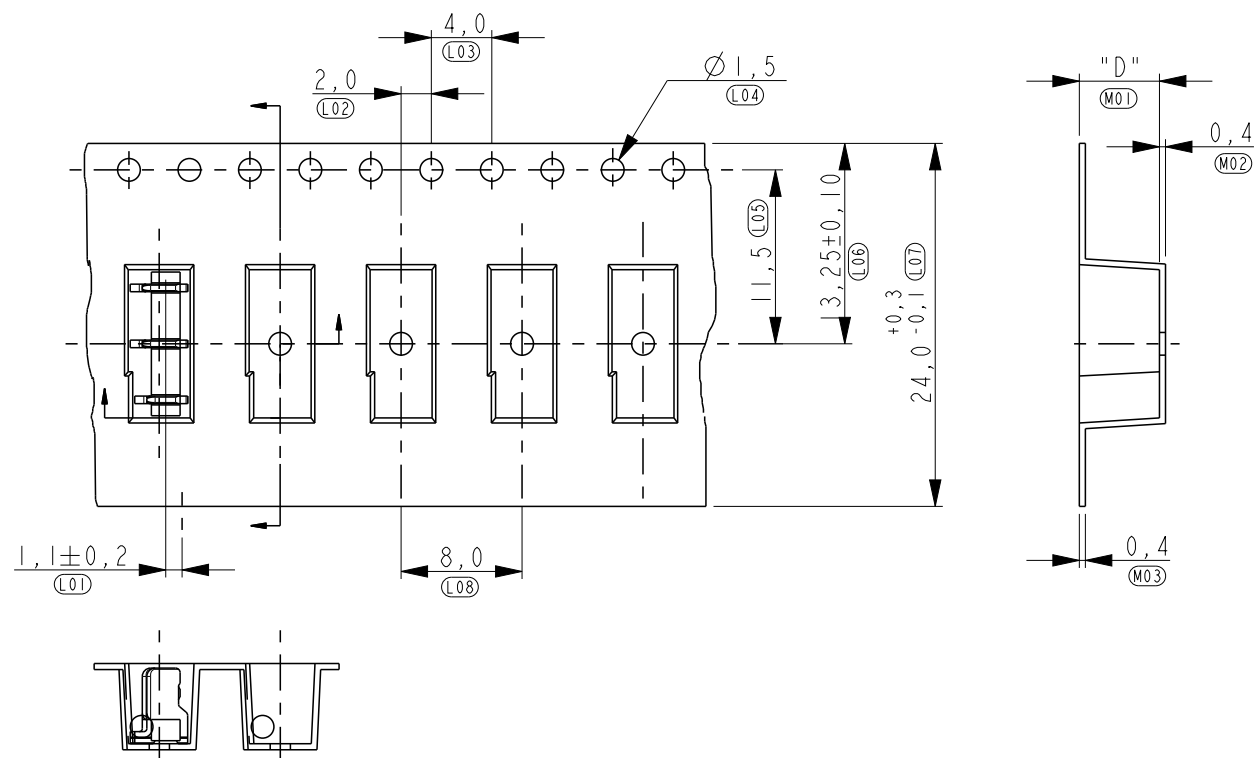 4,0
L03
2,0
L02
Ø1,5
L04
"D"
M01
0,4
M02
11,5
L05
13,25±0,10
L06
24,0 +0,3 -0,1
L07
1,1±0,2
L01
8,0
L08
0,4
M03